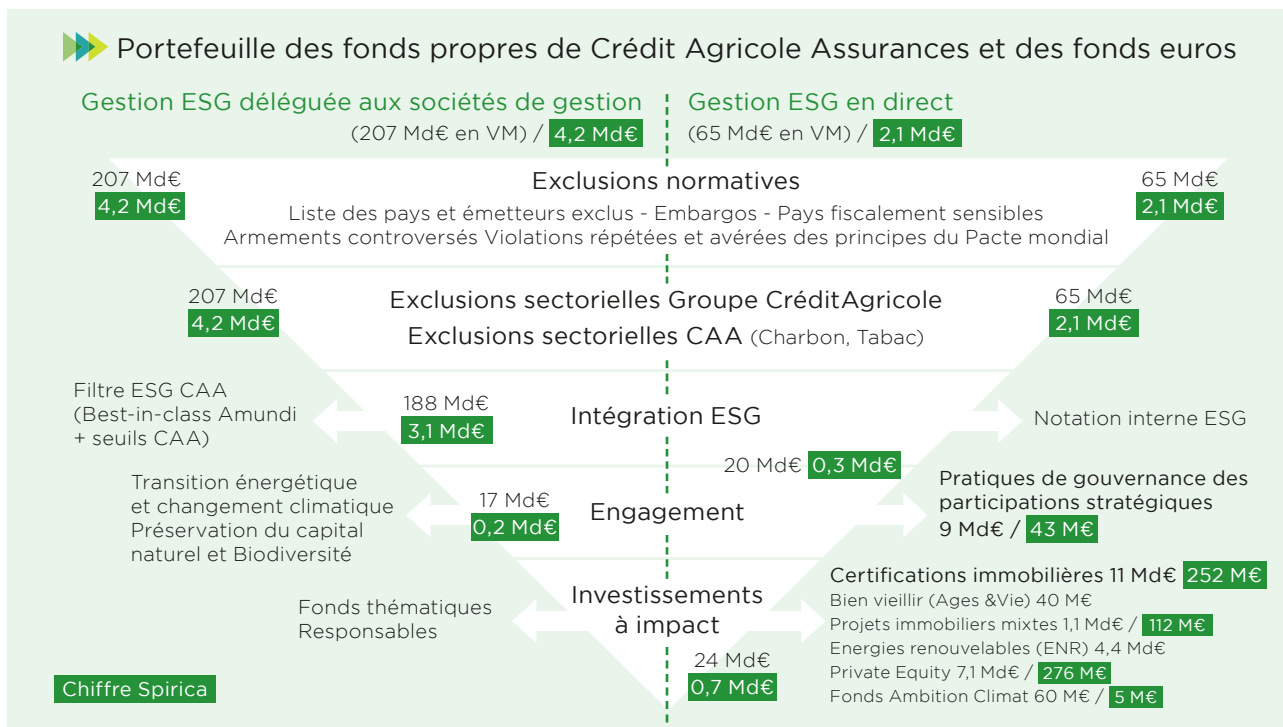 Portefeuille des fonds propres de Crédit Agricole Assurances et des fonds euros
Gestion ESG déléguée aux sociétés de gestion
(207 Md€ en VM) / 4,2 Md€
Gestion ESG en direct
(65 Md€ en VM) / 2,1 Md€
207 Md€
4,2 Md€
Exclusions normatives
Liste des pays et émetteurs exclus - Embargos - Pays fiscalement sensibles
Armements controversés Violations répétées et avérées des principes du Pacte mondial
65 Md€
2,1 Md€
207 Md€
4,2 Md€
Exclusions sectorielles Groupe CréditAgricole
Exclusions sectorielles CAA (Charbon, Tabac)
65 Md€
2,1 Md€
Filtre ESG CAA
(Best-in-class Amundi
+ seuils CAA)
188 Md€
3,1 Md€
Intégration ESG
Notation interne ESG
20 Md€ 0,3 Md€
Transition énergétique
et changement climatique
Préservation du capital
naturel et Biodiversité
17 Md€
0,2 Md€
Engagement
Pratiques de gouvernance des
participations stratégiques
9 Md€ / 43 M€
Fonds thématiques
Responsables
Investissements
à impact
24 Md€
0,7 Md€
Certifications immobilières 11 Md€ 252 M€
Bien vieillir (Ages &Vie) 40 M€
Projets immobiliers mixtes 1,1 Md€ / 112 M€
Energies renouvelables (ENR) 4,4 Md€
Private Equity 7,1 Md€ / 276 M€
Fonds Ambition Climat 60 M€ / 5 M€
Chiffre Spirica